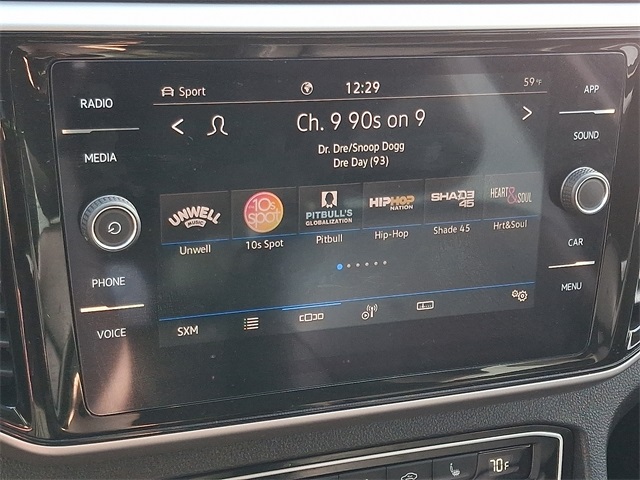 RADIO
MEDIA
PHONE
VOICE
APP
SOUND
CAR
MENU
Sport 12:29 59°F
Ch. 9 90s on 9
Dr. Dre/Snoop Dogg
Dre Day (93)
UNWELL MUSIC
10s spot
PITBULL'S GLOBALIZATION
HIPHOP NATION
SHADE 45
HEART & SOUL
Unwell 10s Spot Pitbull Hip-Hop Shade 45 Hrt&Soul
SXM
70°F